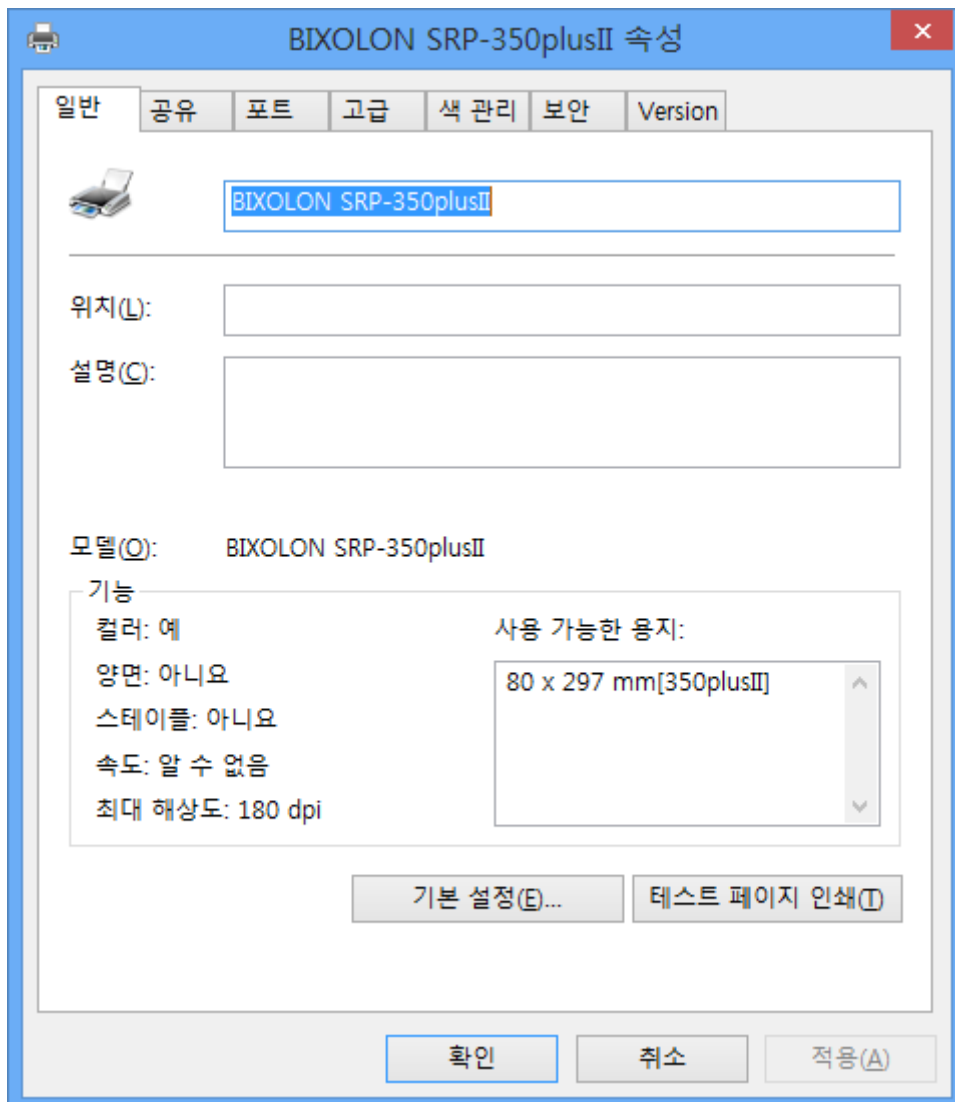 BIXOLON SRP-350plusII 속성
일반 공유 포트 고급 색 관리 보안 Version
BIXOLON SRP-350plusII
위치(L):
설명(C):
모델(O): BIXOLON SRP-350plusII
기능
컬러: 예
양면: 아니요
스테이플: 아니요
속도: 알 수 없음
최대 해상도: 180 dpi
사용 가능한 용지:
80 x 297 mm[350plusII]
기본 설정(E)... 테스트 페이지 인쇄(T)
확인 취소 적용(A)